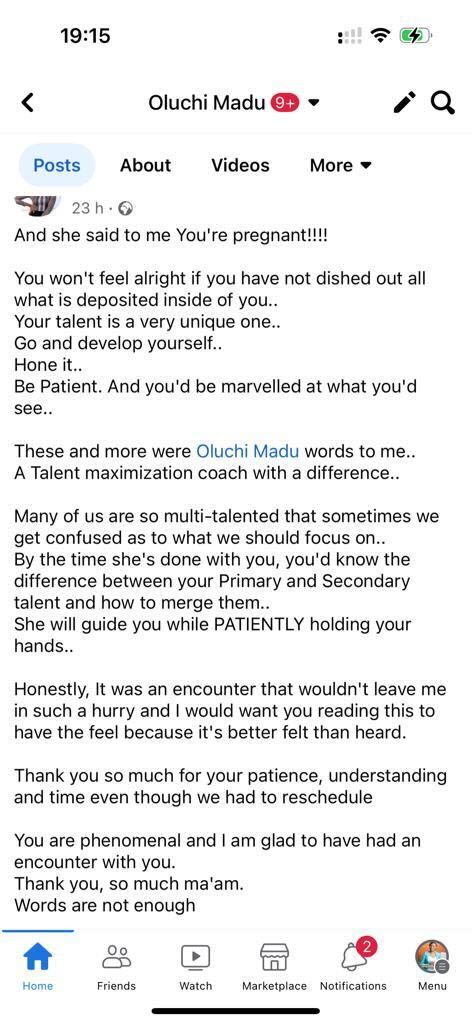 19:15
Oluchi Madu 9+
Posts About Videos More
23 h ·
And she said to me You're pregnant!!!!
You won't feel alright if you have not dished out all
what is deposited inside of you..
Your talent is a very unique one..
Go and develop yourself..
Hone it..
Be Patient. And you'd be marvelled at what you'd
see..
These and more were Oluchi Madu words to me..
A Talent maximization coach with a difference..
Many of us are so multi-talented that sometimes we
get confused as to what we should focus on..
By the time she's done with you, you'd know the
difference between your Primary and Secondary
talent and how to merge them..
She will guide you while PATIENTLY holding your
hands..
Honestly, It was an encounter that wouldn't leave me
in such a hurry and I would want you reading this to
have the feel because it's better felt than heard.
Thank you so much for your patience, understanding
and time even though we had to reschedule
You are phenomenal and I am glad to have had an
encounter with you.
Thank you, so much ma'am.
Words are not enough
2
Home Friends Watch Marketplace Notifications Menu